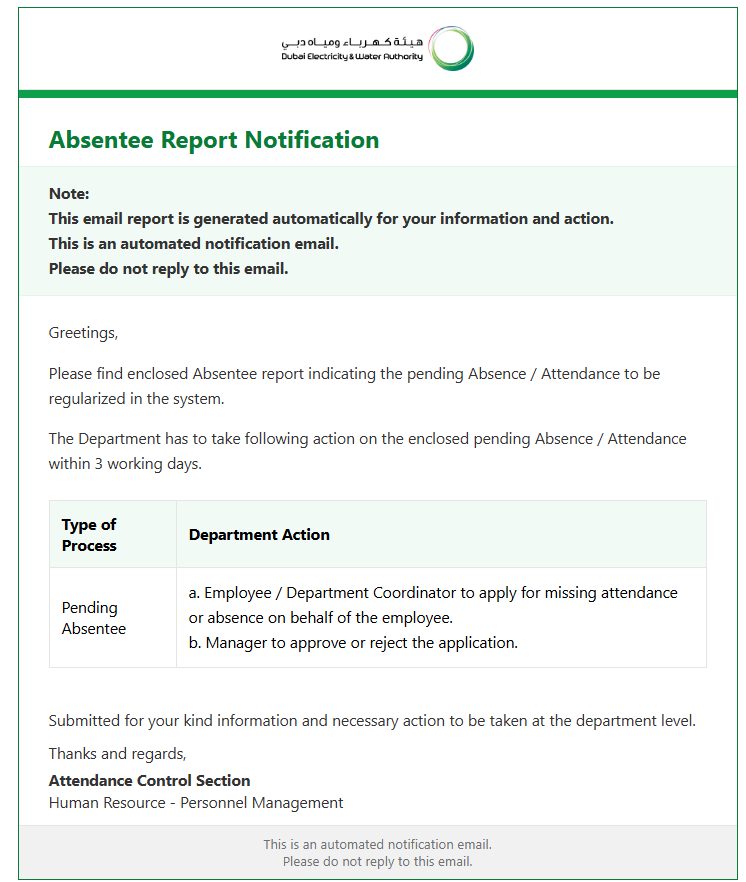 هيئة كهرباء ومياه دبي
Dubai Electricity & Water Authority
Absentee Report Notification
Note:
This email report is generated automatically for your information and action.
This is an automated notification email.
Please do not reply to this email.
Greetings,
Please find enclosed Absentee report indicating the pending Absence / Attendance to be
regularized in the system.
The Department has to take following action on the enclosed pending Absence / Attendance
within 3 working days.
Type of
Process
Department Action
Pending
Absentee
a. Employee / Department Coordinator to apply for missing attendance
or absence on behalf of the employee.
b. Manager to approve or reject the application.
Submitted for your kind information and necessary action to be taken at the department level.
Thanks and regards,
Attendance Control Section
Human Resource - Personnel Management
This is an automated notification email.
Please do not reply to this email.